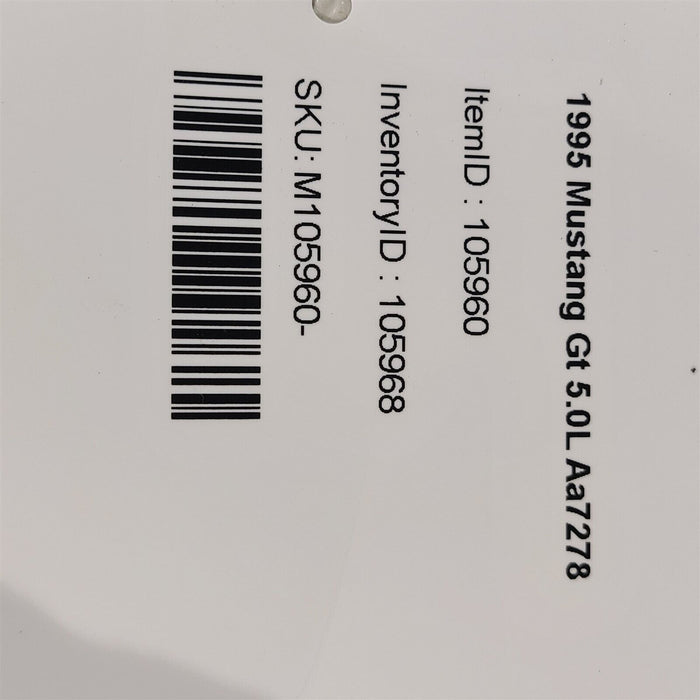 1995 Mustang Gt 5.0L Aa7278
ItemID : 105960
InventoryID : 105968
SKU: M105960-